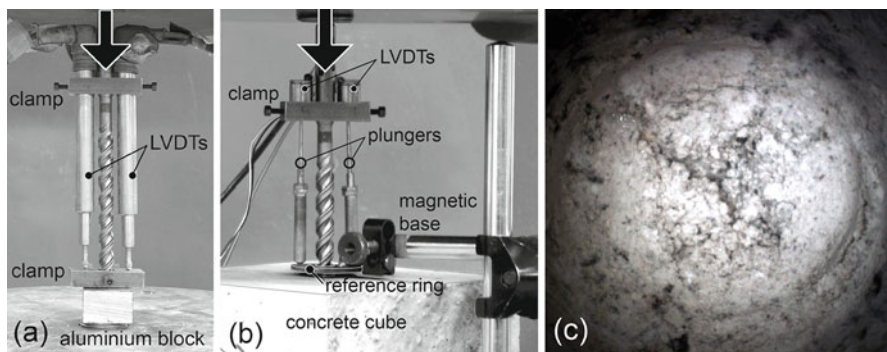 clamp
LVDTs
clamp
(a)
aluminium block
LVDTs
clamp
plungers
magnetic
base
reference ring
(b)
concrete cube
(c)